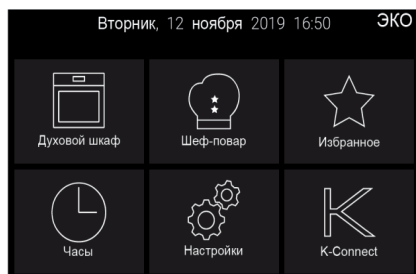 Вторник, 12 ноября 2019 16:50 ЭКО
Духовой шкаф Шеф-повар Избранное
Часы Настройки K-Connect